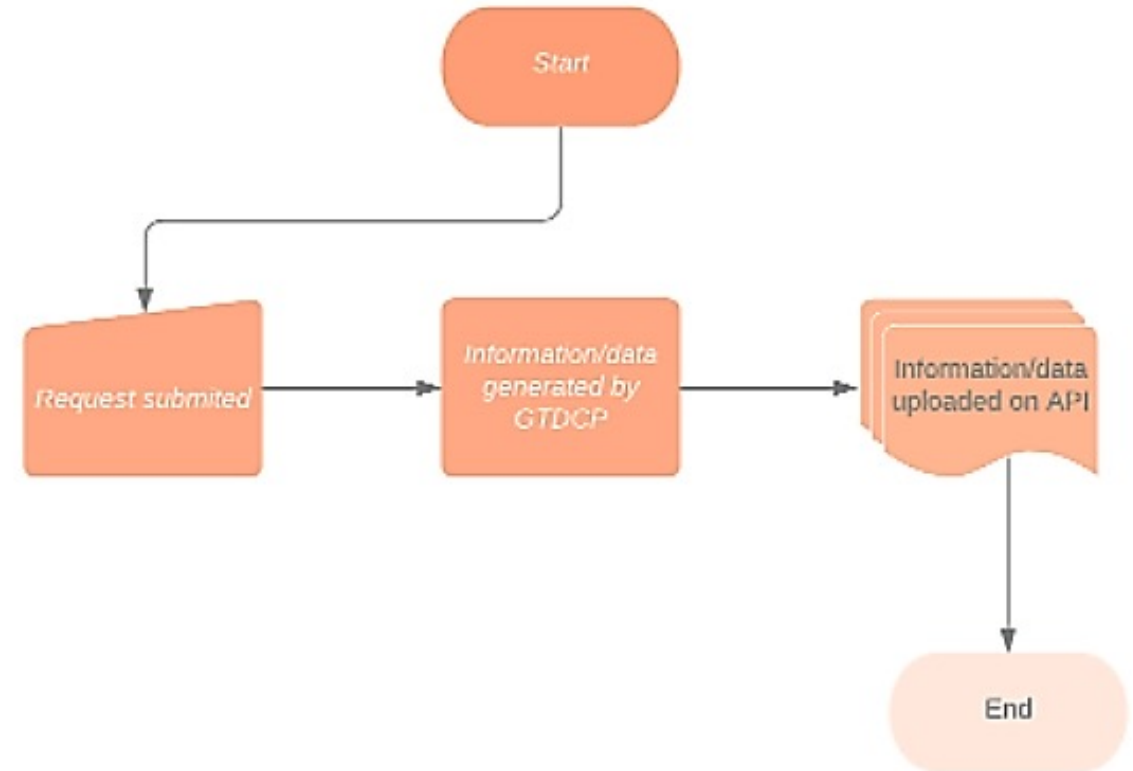 Start
Request submited
Information/data
generated by
GTDCP
Information/data
uploaded on API
End